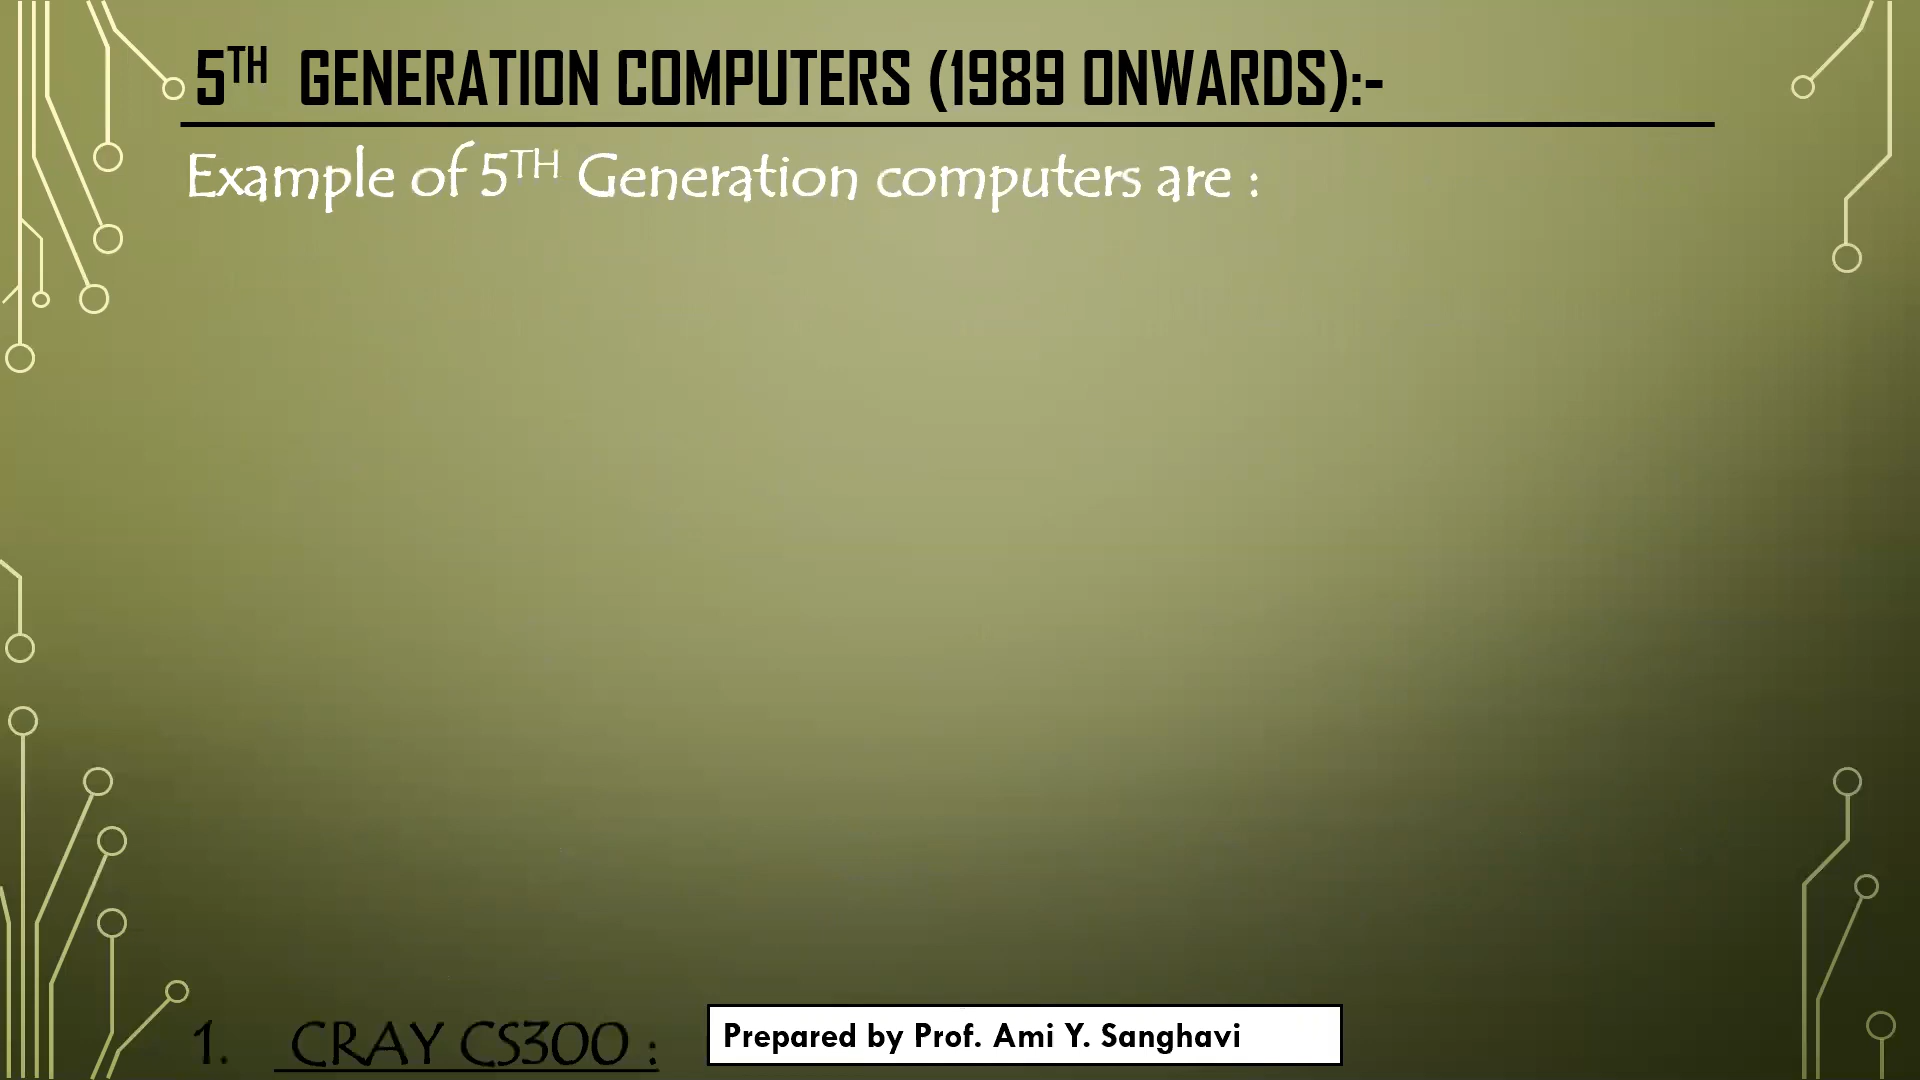 5TH GENERATION COMPUTERS (1989 ONWARDS):-
Example of 5TH Generation computers are :
1. CRAY CS300 :
Prepared by Prof. Ami Y. Sanghavi